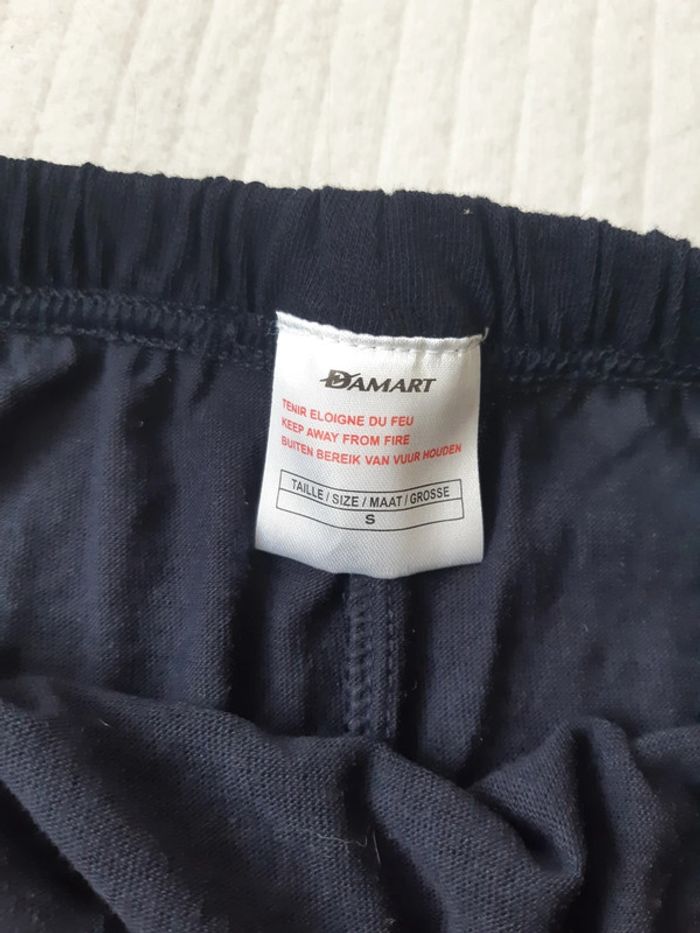 DAMART
TENIR ELOIGNE DU FEU
KEEP AWAY FROM FIRE
BUITEN BEREIK VAN VUUR HOUDEN
TAILLE / SIZE / MAAT / GROSSE
S